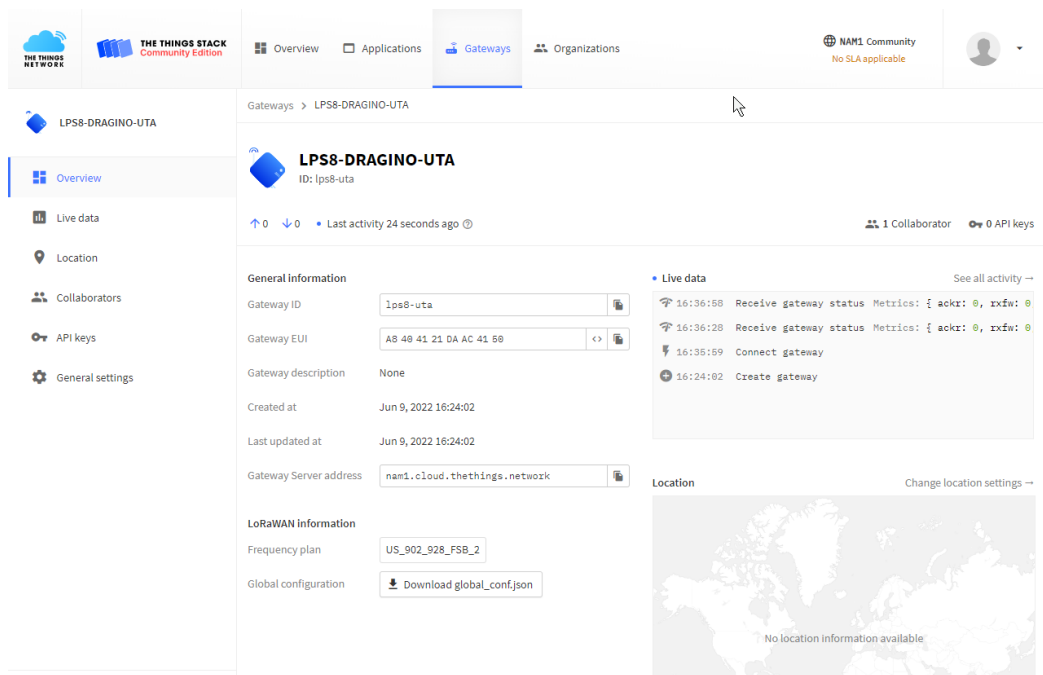 THE THINGS NETWORK
THE THINGS STACK
Community Edition
Overview
Applications
Gateways
Organizations
NAM1 Community
No SLA applicable
LPS8-DRAGINO-UTA
Overview
Live data
Location
Collaborators
API keys
General settings
Gateways > LPS8-DRAGINO-UTA
LPS8-DRAGINO-UTA
ID: lps8-uta
↑ 0 ↓ 0 • Last activity 24 seconds ago
1 Collaborator
0 API keys
General information
Gateway ID lps8-uta
Gateway EUI A8 40 41 21 DA AC 41 50 <>
Gateway description None
Created at Jun 9, 2022 16:24:02
Last updated at Jun 9, 2022 16:24:02
Gateway Server address nam1.cloud.thethings.network
LoRaWAN information
Frequency plan US_902_928_FSB_2
Global configuration Download global_conf.json
• Live data See all activity →
16:36:58 Receive gateway status Metrics: { ackr: 0, rxfw: 0
16:36:28 Receive gateway status Metrics: { ackr: 0, rxfw: 0
16:35:59 Connect gateway
16:24:02 Create gateway
Location Change location settings →
No location information available